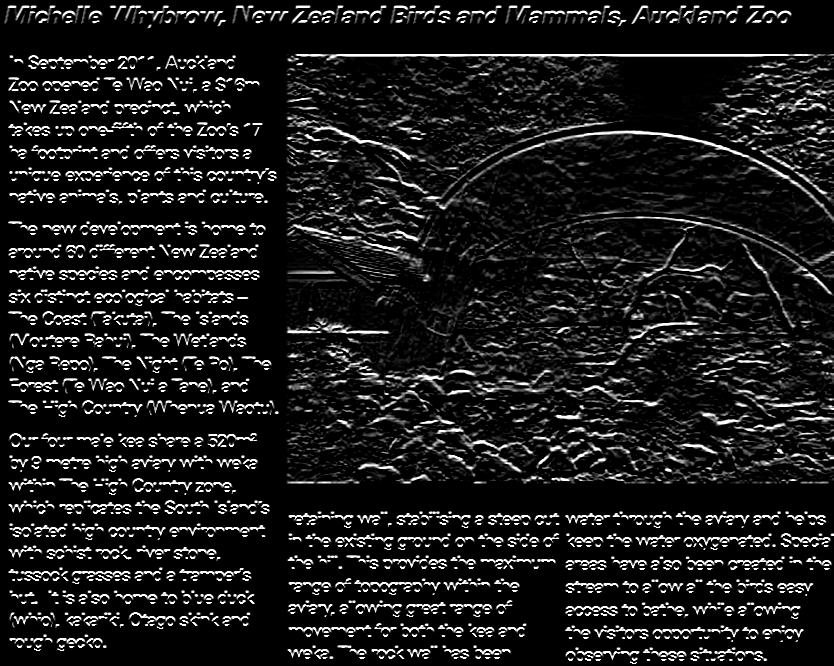 Michelle Whybrow, New Zealand Birds and Mammals, Auckland Zoo
In September 2011, Auckland
Zoo opened Te Wao Nui, a $16m
New Zealand precinct, which
takes up one-fifth of the Zoo's 17
ha footprint and offers visitors a
unique experience of this country's
native animals, plants and culture.
The new development is home to
around 60 different New Zealand
native species and encompasses
six distinct ecological habitats –
The Coast (Takutai), The Islands
(Moutere Rahui), The Wetlands
(Nga Repo), The Night (Te Po), The
Forest (Te Wao Nui a Tane), and
The High Country (Whenua Waotu).
Our four male kea share a 520m²
by 9 metre high aviary with weka
within The High Country zone,
which replicates the South Island's
isolated high country environment
with schist rock, river stone,
tussock grasses and a tramper's
hut. It is also home to blue duck
(whio), kakariki, Otago skink and
rough gecko.
retaining wall, stabilising a steep cut
in the existing ground on the side of
the hill. This provides the maximum
range of topography within the
aviary, allowing great range of
movement for both the kea and
weka. The rock wall has been
water through the aviary and helps
keep the water oxygenated. Special
areas have also been created in the
stream to allow all the birds easy
access to bathe, while allowing
the visitors opportunity to enjoy
observing these situations.